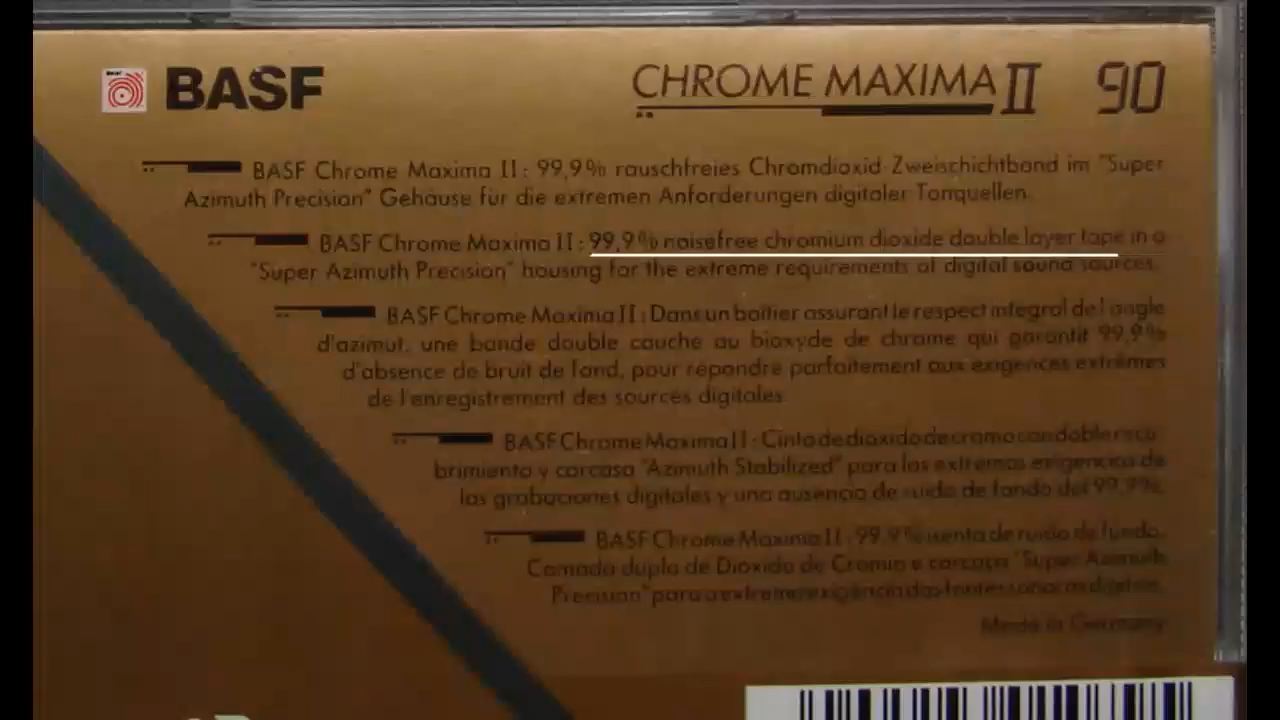 BASF
CHROME MAXIMA II 90
BASF Chrome Maxima II: 99,9% rauschfreies Chromdioxid-Zweischichtband im "Super
Azimuth Precision" Gehäuse für die extremen Anforderungen digitaler Tonquellen.
BASF Chrome Maxima II: 99,9% noisefree chromium dioxide double layer tape in a
"Super Azimuth Precision" housing for the extreme requirements of digital sound sources.
BASF Chrome Maxima II: Dans un boîtier assurant le respect intégral de l'angle
d'azimut, une bande double couche au bioxyde de chrome qui garantit 99,9%
d'absence de bruit de fond, pour répondre parfaitement aux exigences extrêmes
de l'enregistrement des sources digitales.
BASF Chrome Maxima II: Cinta de dioxido de cromo con doble recu-
brimiento y carcasa "Azimuth Stabilized" para las extremas exigencias de
las grabaciones digitales y una ausencia de ruido de fondo del 99,9%.
BASF Chrome Maxima II: 99,9% isenta de ruido de fundo.
Camada dupla de Dioxido de Cromio e carcaça "Super Azimuth
Precision" para a extrema exigência das fontes sonoras digitais.
Made in Germany